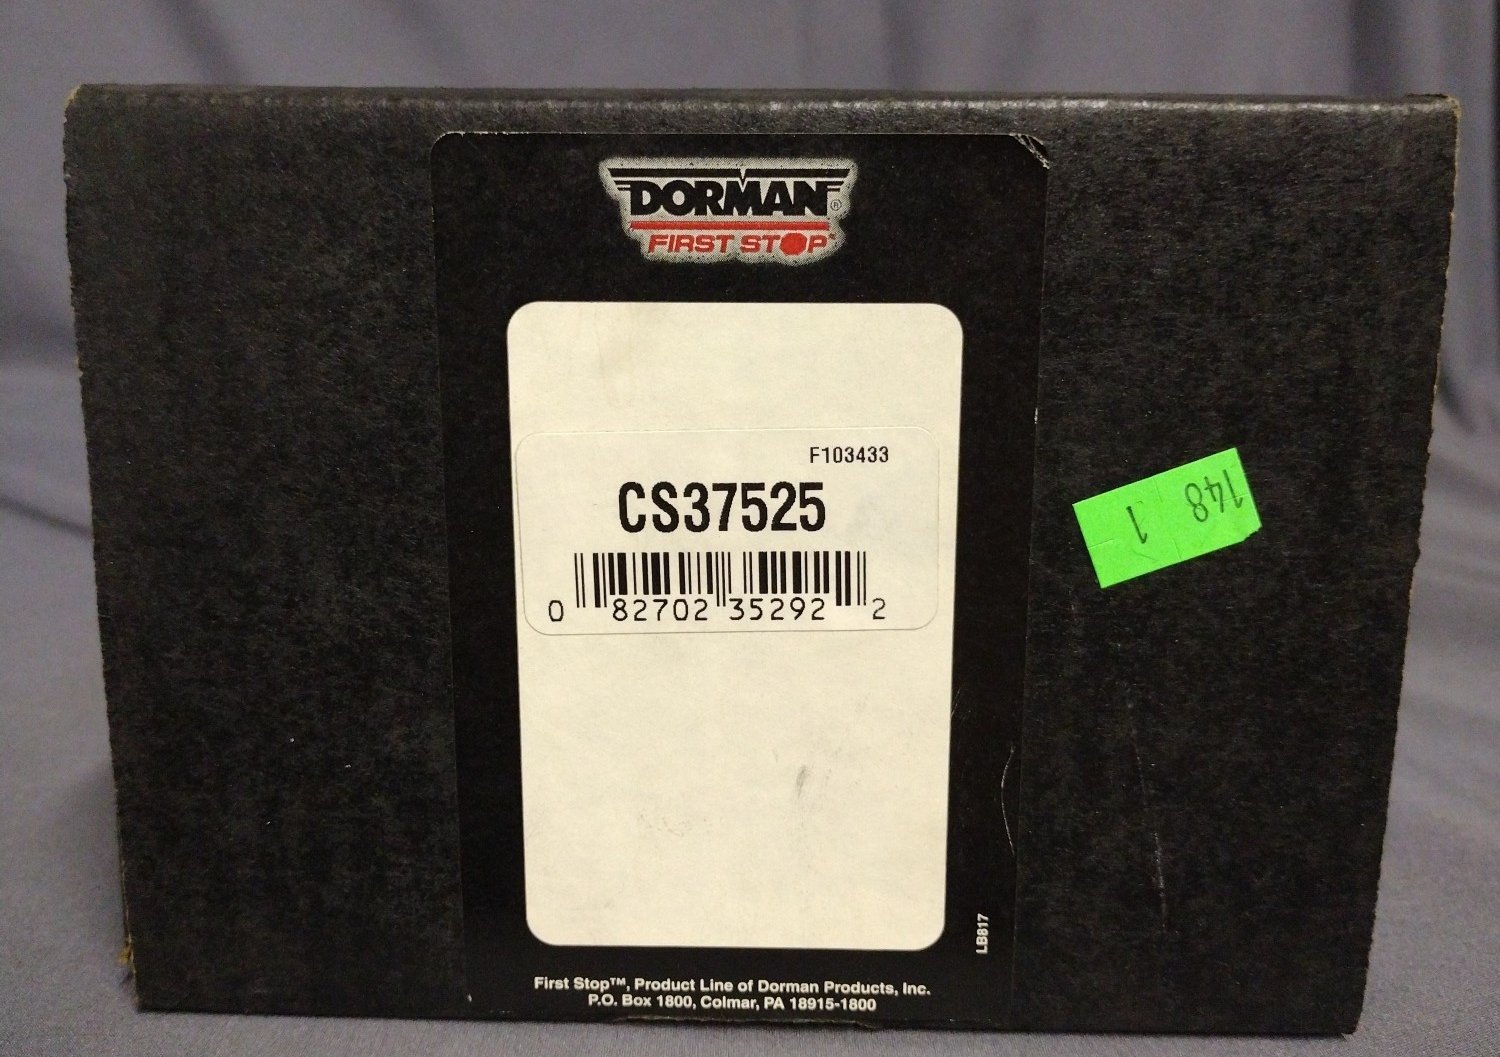 DORMAN®
FIRST STOP™
F103433
CS37525
0 82702 35292 2
148
1
LB817
First Stop™, Product Line of Dorman Products, Inc.
P.O. Box 1800, Colmar, PA 18915-1800